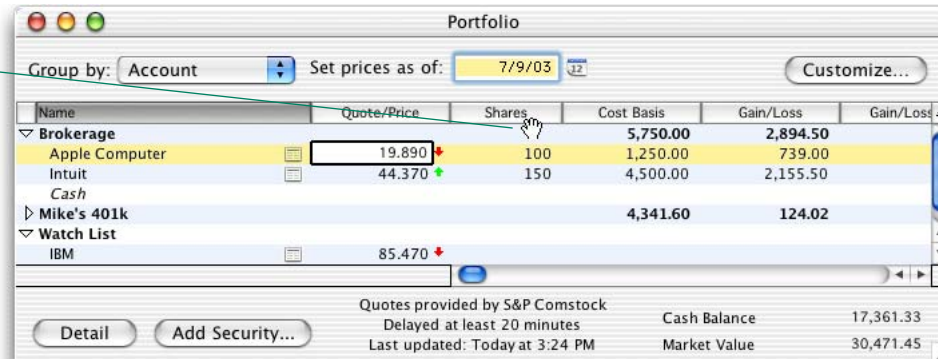 Portfolio
Group by: Account Set prices as of: 7/9/03 12 Customize...
Name Quote/Price Shares Cost Basis Gain/Loss Gain/Loss
Brokerage 5,750.00 2,894.50
Apple Computer 19.890 100 1,250.00 739.00
Intuit 44.370 150 4,500.00 2,155.50
Cash
Mike's 401k 4,341.60 124.02
Watch List
IBM 85.470
Quotes provided by S&P Comstock
Delayed at least 20 minutes
Last updated: Today at 3:24 PM
Detail Add Security...
Cash Balance 17,361.33
Market Value 30,471.45